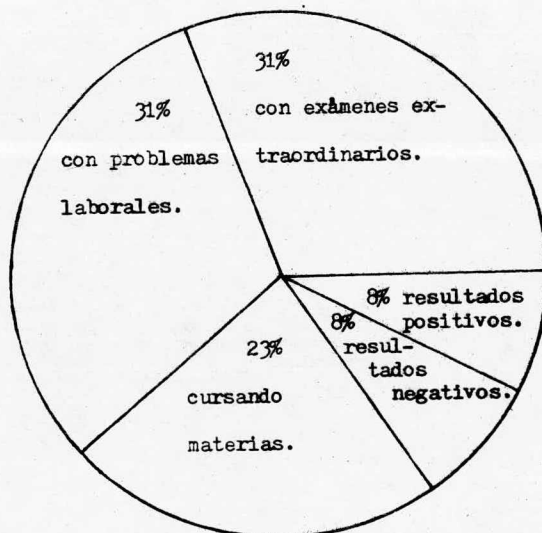 31%
con exámenes ex-
traordinarios.
31%
con problemas
laborales.
8% resultados
positivos.
8%
resul-
tados
negativos.
23%
cursando
materias.